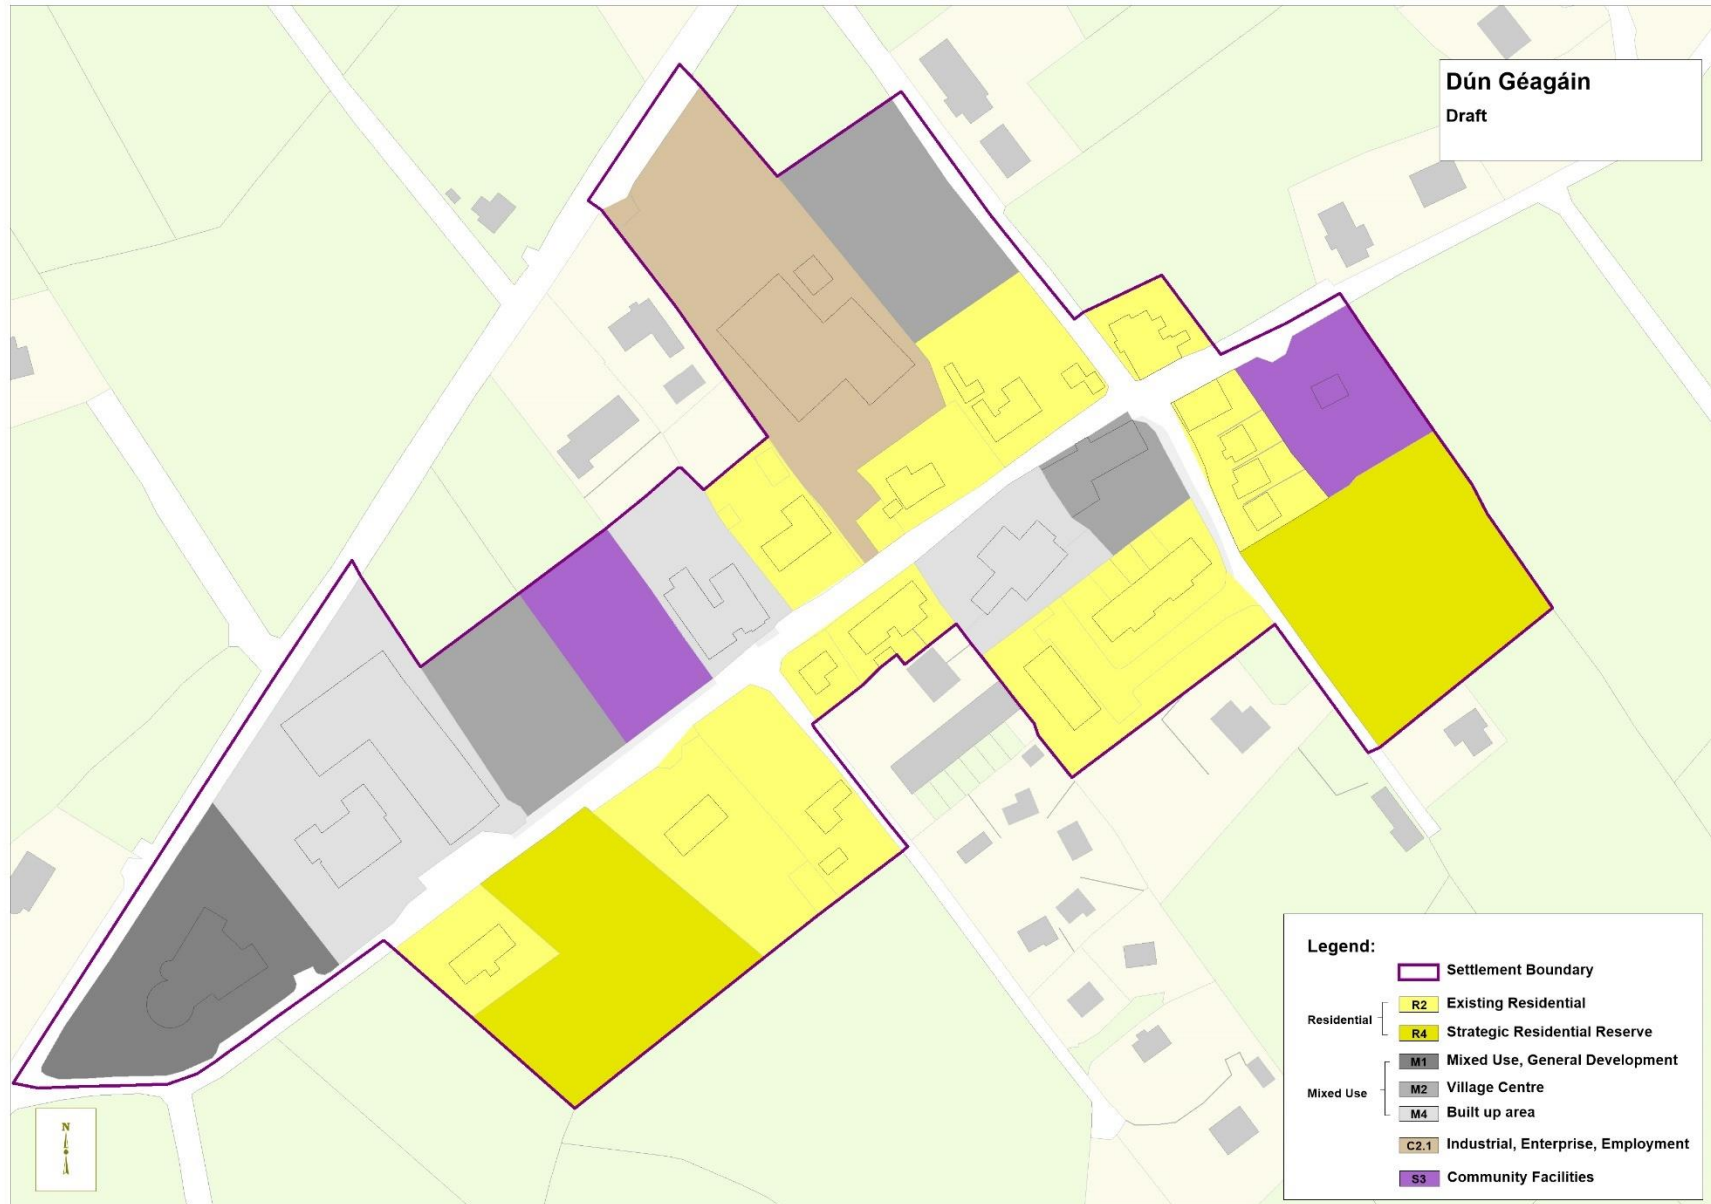 Dún Géagáin
Draft
Legend:
Settlement Boundary
Residential
R2 Existing Residential
R4 Strategic Residential Reserve
Mixed Use
M1 Mixed Use, General Development
M2 Village Centre
M4 Built up area
C2.1 Industrial, Enterprise, Employment
S3 Community Facilities
N